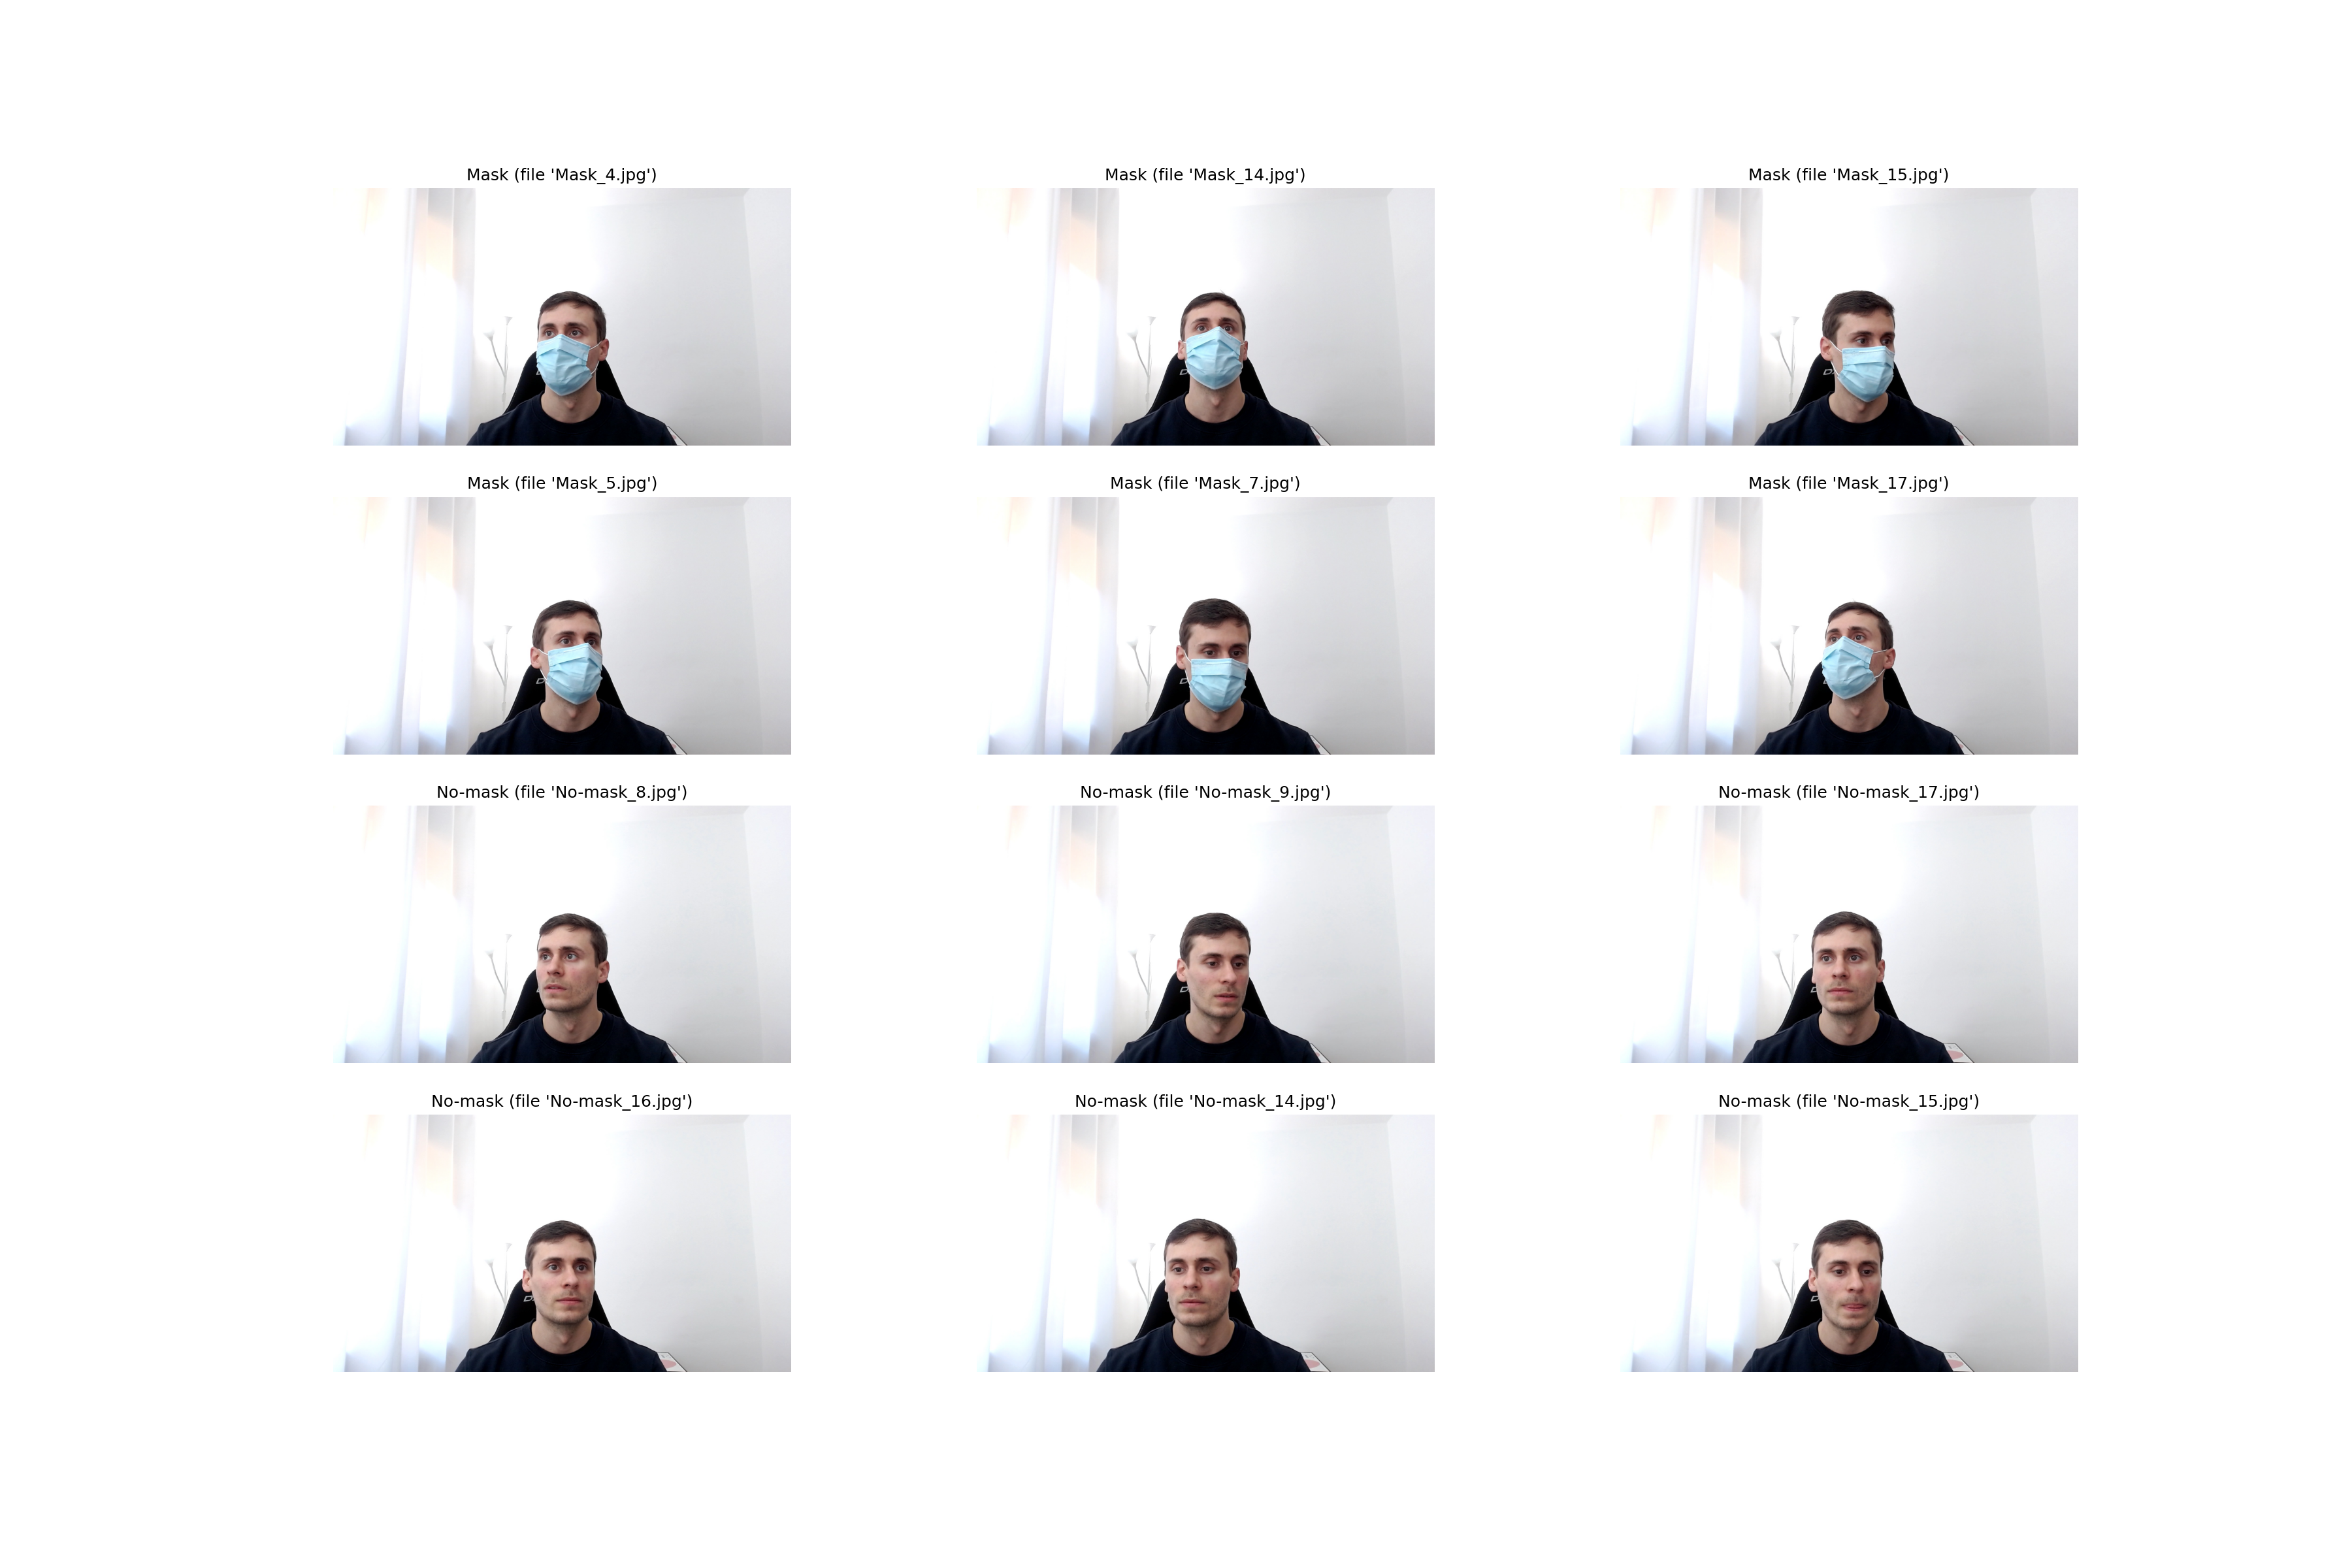 Mask (file 'Mask_4.jpg')
Mask (file 'Mask_14.jpg')
Mask (file 'Mask_15.jpg')
Mask (file 'Mask_5.jpg')
Mask (file 'Mask_7.jpg')
Mask (file 'Mask_17.jpg')
No-mask (file 'No-mask_8.jpg')
No-mask (file 'No-mask_9.jpg')
No-mask (file 'No-mask_17.jpg')
No-mask (file 'No-mask_16.jpg')
No-mask (file 'No-mask_14.jpg')
No-mask (file 'No-mask_15.jpg')